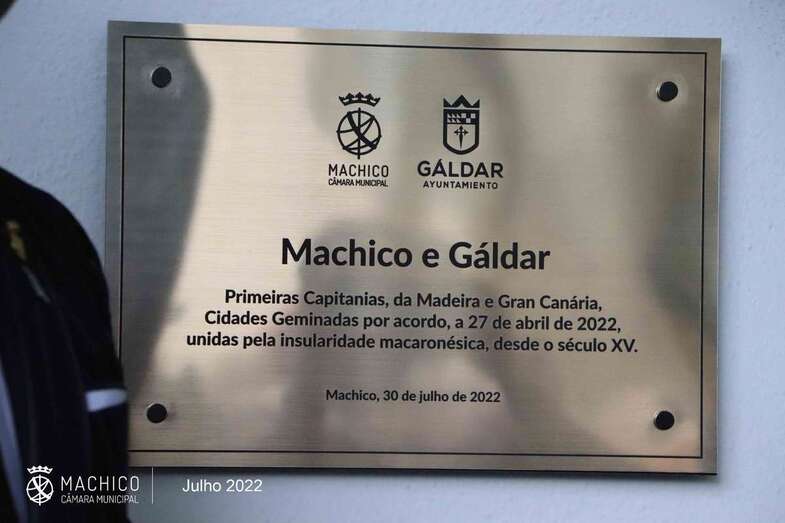 MACHICO
CÂMARA MUNICIPAL
GÁLDAR
AYUNTAMIENTO
Machico e Gáldar
Primeiras Capitanias, da Madeira e Gran Canária,
Cidades Geminadas por acordo, a 27 de abril de 2022,
unidas pela insularidade macaronésica, desde o século XV.
Machico, 30 de julho de 2022
MACHICO
CÂMARA MUNICIPAL
Julho 2022